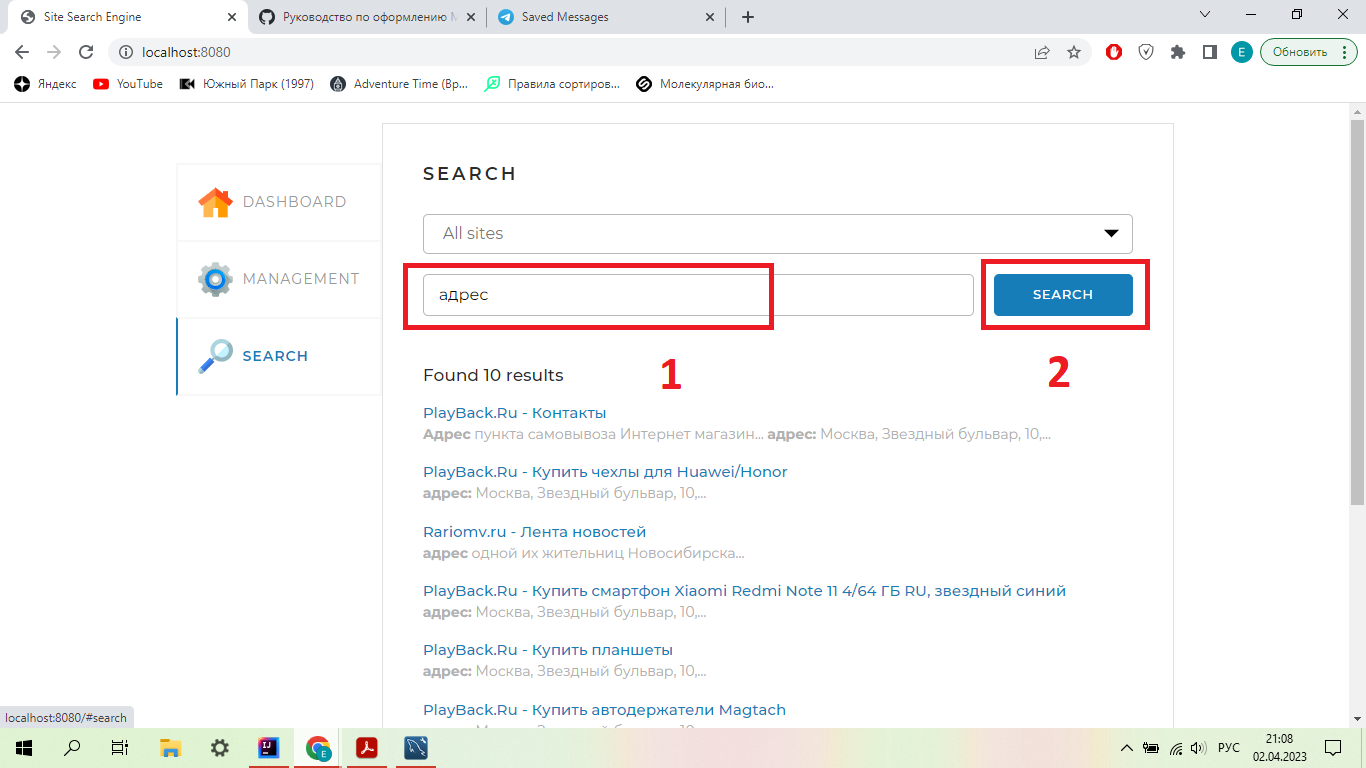 Site Search Engine
Руководство по оформлению M
Saved Messages
localhost:8080
E
Обновить
Яндекс
YouTube
Южный Парк (1997)
Adventure Time (Вр...
Правила сортиров...
Молекулярная био...
DASHBOARD
MANAGEMENT
SEARCH
SEARCH
All sites
адрес
SEARCH
1
2
Found 10 results
PlayBack.Ru - Контакты
Адрес пункта самовывоза Интернет магазин... адрес: Москва, Звездный бульвар, 10,...
PlayBack.Ru - Купить чехлы для Huawei/Honor
адрес: Москва, Звездный бульвар, 10,...
Rariomv.ru - Лента новостей
адрес одной их жительниц Новосибирска...
PlayBack.Ru - Купить смартфон Xiaomi Redmi Note 11 4/64 ГБ RU, звездный синий
адрес: Москва, Звездный бульвар, 10,...
PlayBack.Ru - Купить планшеты
адрес: Москва, Звездный бульвар, 10,...
PlayBack.Ru - Купить автодержатели Magtach
localhost:8080/#search
IJ
E
РУС
21:08
02.04.2023